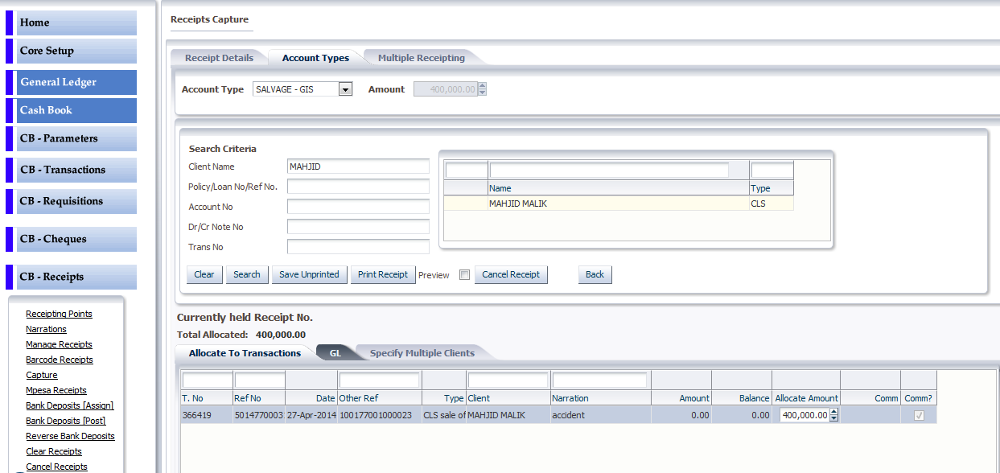 Home
Core Setup
General Ledger
Cash Book
CB - Parameters
CB - Transactions
CB - Requisitions
CB - Cheques
CB - Receipts
Receipting Points
Narrations
Manage Receipts
Barcode Receipts
Capture
Mpesa Receipts
Bank Deposits [Assign]
Bank Deposits [Post]
Reverse Bank Deposits
Clear Receipts
Cancel Receipts
Receipts Capture
Receipt Details Account Types Multiple Receipting
Account Type SALVAGE - GIS Amount 400,000.00
Search Criteria
Client Name MAHJID
Policy/Loan No/Ref No.
Account No
Dr/Cr Note No
Trans No
Name Type
MAHJID MALIK CLS
Clear Search Save Unprinted Print Receipt Preview Cancel Receipt Back
Currently held Receipt No.
Total Allocated: 400,000.00
Allocate To Transactions GL Specify Multiple Clients
T. No Ref No Date Other Ref Type Client Narration Amount Balance Allocate Amount Comm Comm?
366419 5014770003 27-Apr-2014 100177001000023 CLS sale of MAHJID MALIK accident 0.00 0.00 400,000.00